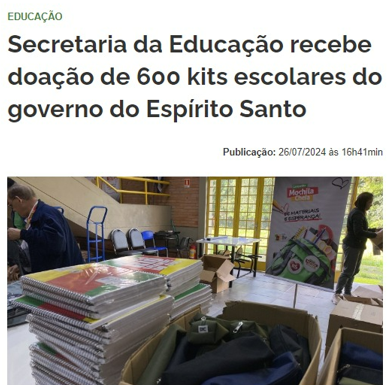 EDUCAÇÃO
Secretaria da Educação recebe
doação de 600 kits escolares do
governo do Espírito Santo
Publicação: 26/07/2024 às 16h41min
Mochila
Cheia